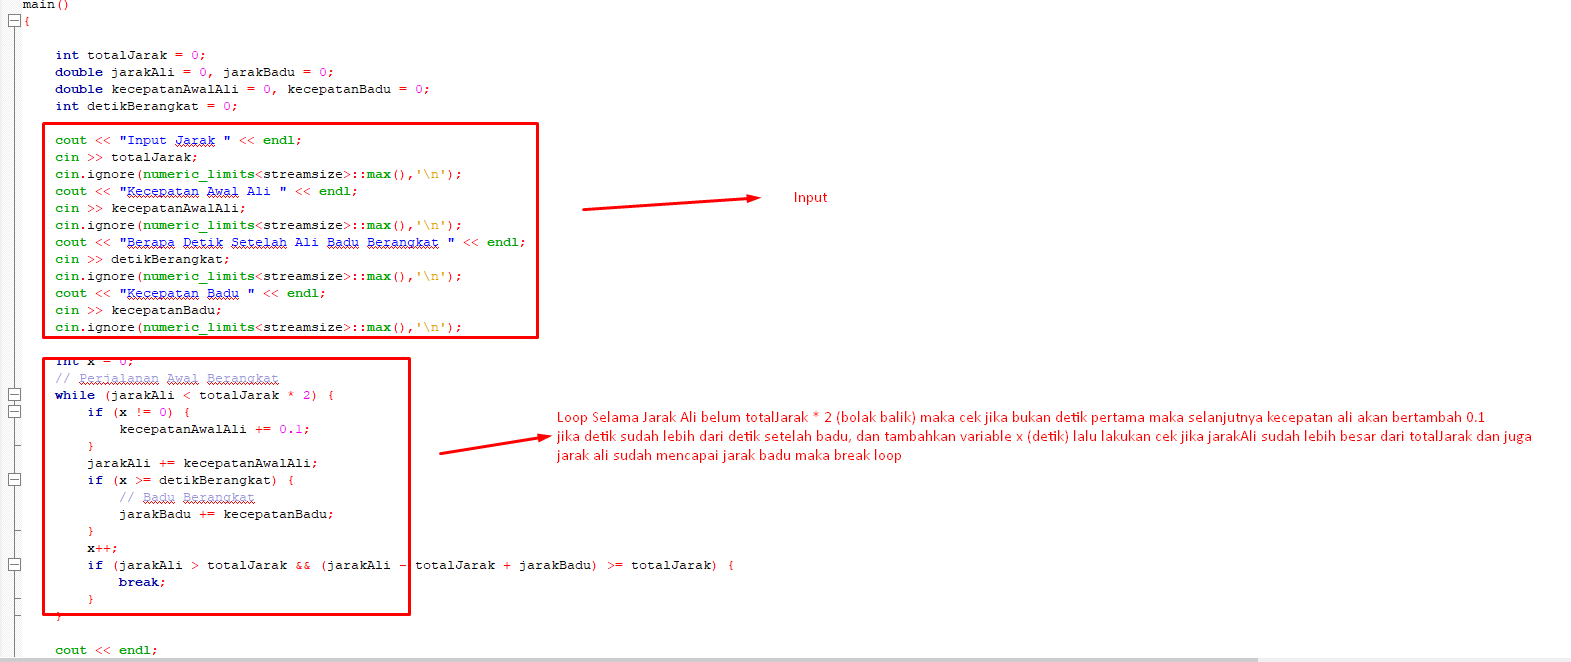 main()
{
int totalJarak = 0;
double jarakAli = 0, jarakBadu = 0;
double kecepatanAwalAli = 0, kecepatanBadu = 0;
int detikBerangkat = 0;
cout << "Input Jarak " << endl;
cin >> totalJarak;
cin.ignore(numeric_limits<streamsize>::max(),'\n');
cout << "Kecepatan Awal Ali " << endl;
cin >> kecepatanAwalAli;
cin.ignore(numeric_limits<streamsize>::max(),'\n');
cout << "Berapa Detik Setelah Ali Badu Berangkat " << endl;
cin >> detikBerangkat;
cin.ignore(numeric_limits<streamsize>::max(),'\n');
cout << "Kecepatan Badu " << endl;
cin >> kecepatanBadu;
cin.ignore(numeric_limits<streamsize>::max(),'\n');
Input
int x = 0;
// Perjalanan Awal Berangkat
while (jarakAli < totalJarak * 2) {
if (x != 0) {
kecepatanAwalAli += 0.1;
}
jarakAli += kecepatanAwalAli;
if (x >= detikBerangkat) {
// Badu Berangkat
jarakBadu += kecepatanBadu;
}
x++;
if (jarakAli > totalJarak && (jarakAli - totalJarak + jarakBadu) >= totalJarak) {
break;
}
}
Loop Selama Jarak Ali belum totalJarak * 2 (bolak balik) maka cek jika bukan detik pertama maka selanjutnya kecepatan ali akan bertambah 0.1
jika detik sudah lebih dari detik setelah badu, dan tambahkan variable x (detik) lalu lakukan cek jika jarakAli sudah lebih besar dari totalJarak dan juga
jarak ali sudah mencapai jarak badu maka break loop
cout << endl;